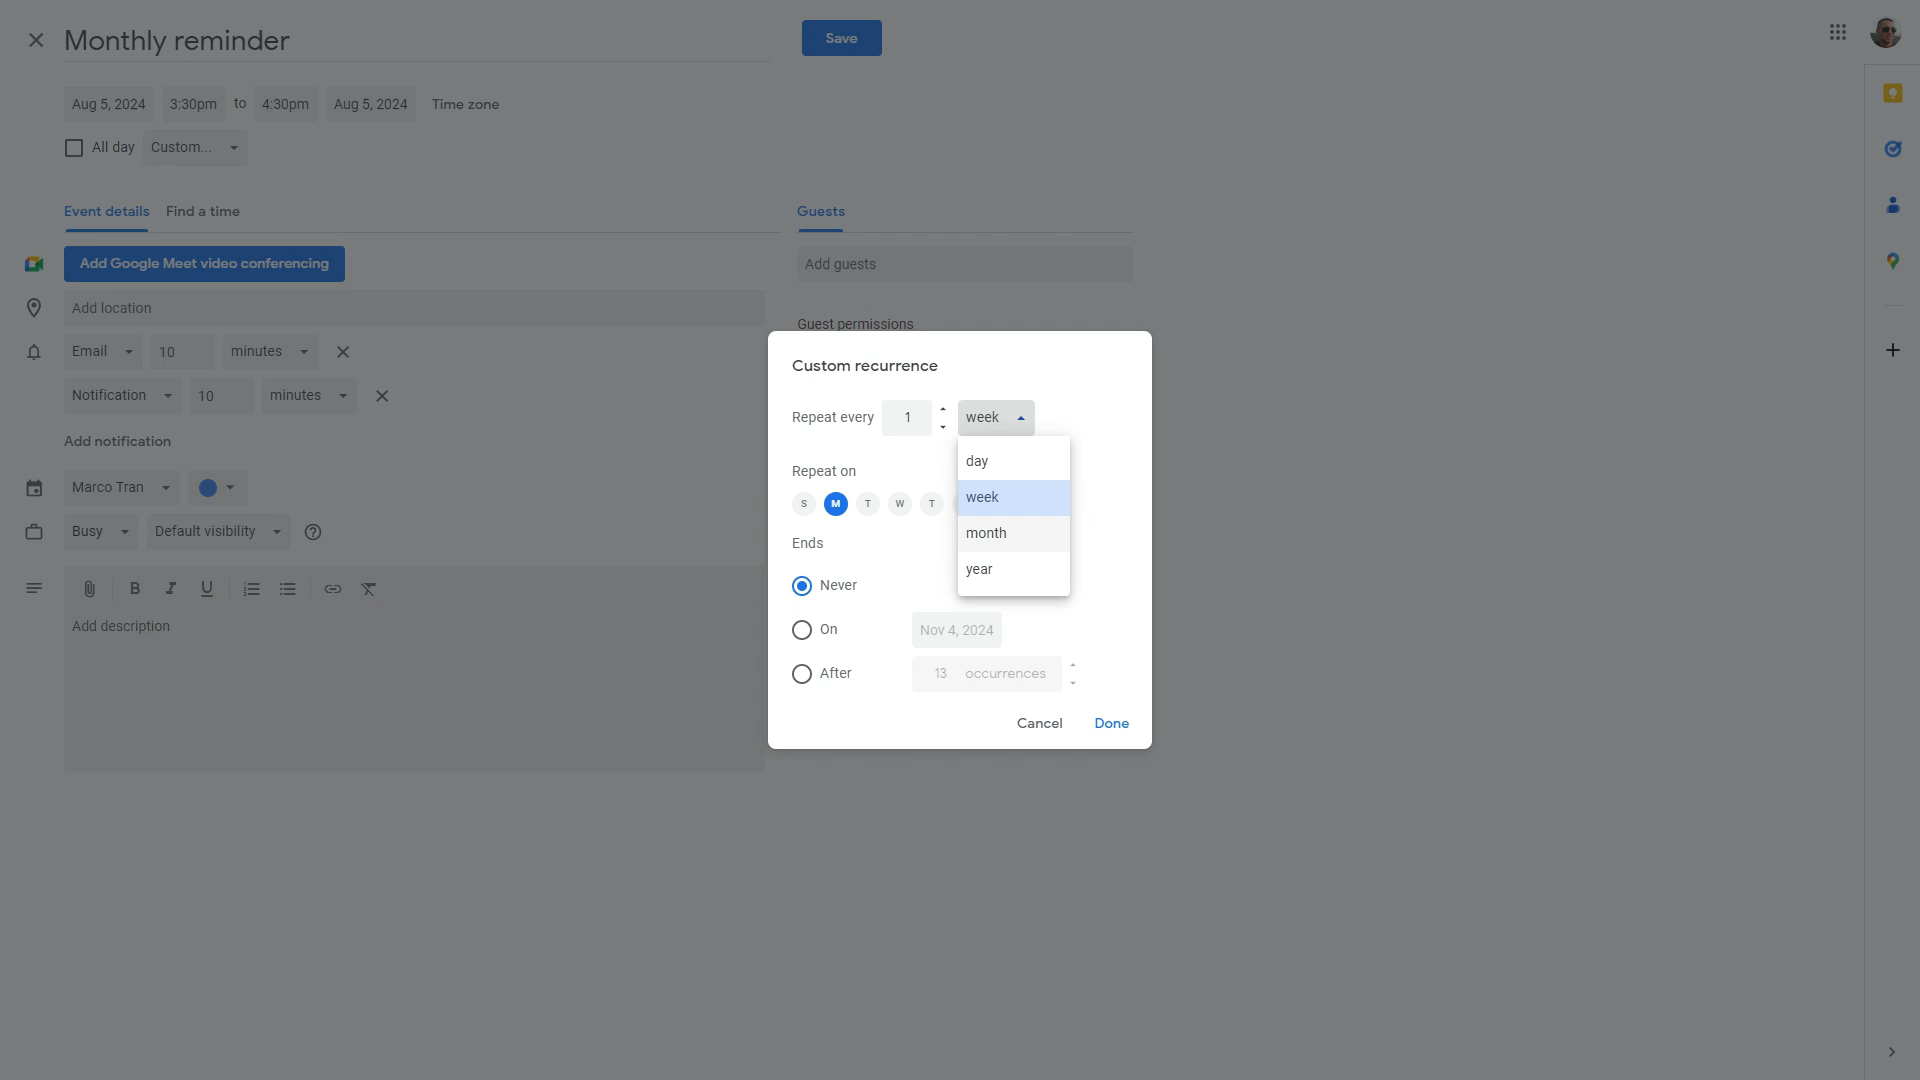 Monthly reminder
Save
Aug 5, 2024 3:30pm to 4:30pm Aug 5, 2024 Time zone
All day Custom...
Event details Find a time
Guests
Add Google Meet video conferencing
Add guests
Add location
Guest permissions
Email 10 minutes
Notification 10 minutes
Add notification
Marco Tran
Busy Default visibility
B I U
Add description
Custom recurrence
Repeat every 1 week
day
week
month
year
Repeat on
S M T W T
Ends
Never
On Nov 4, 2024
After 13 occurrences
Cancel Done